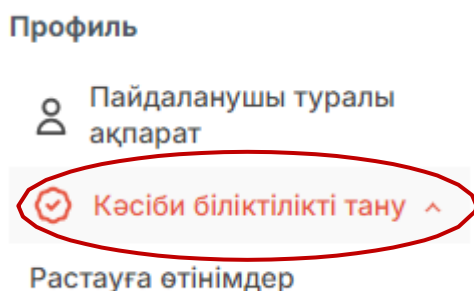 Профиль
Пайдаланушы туралы
ақпарат
Кәсіби біліктілікті тану
Растауға өтінімдер